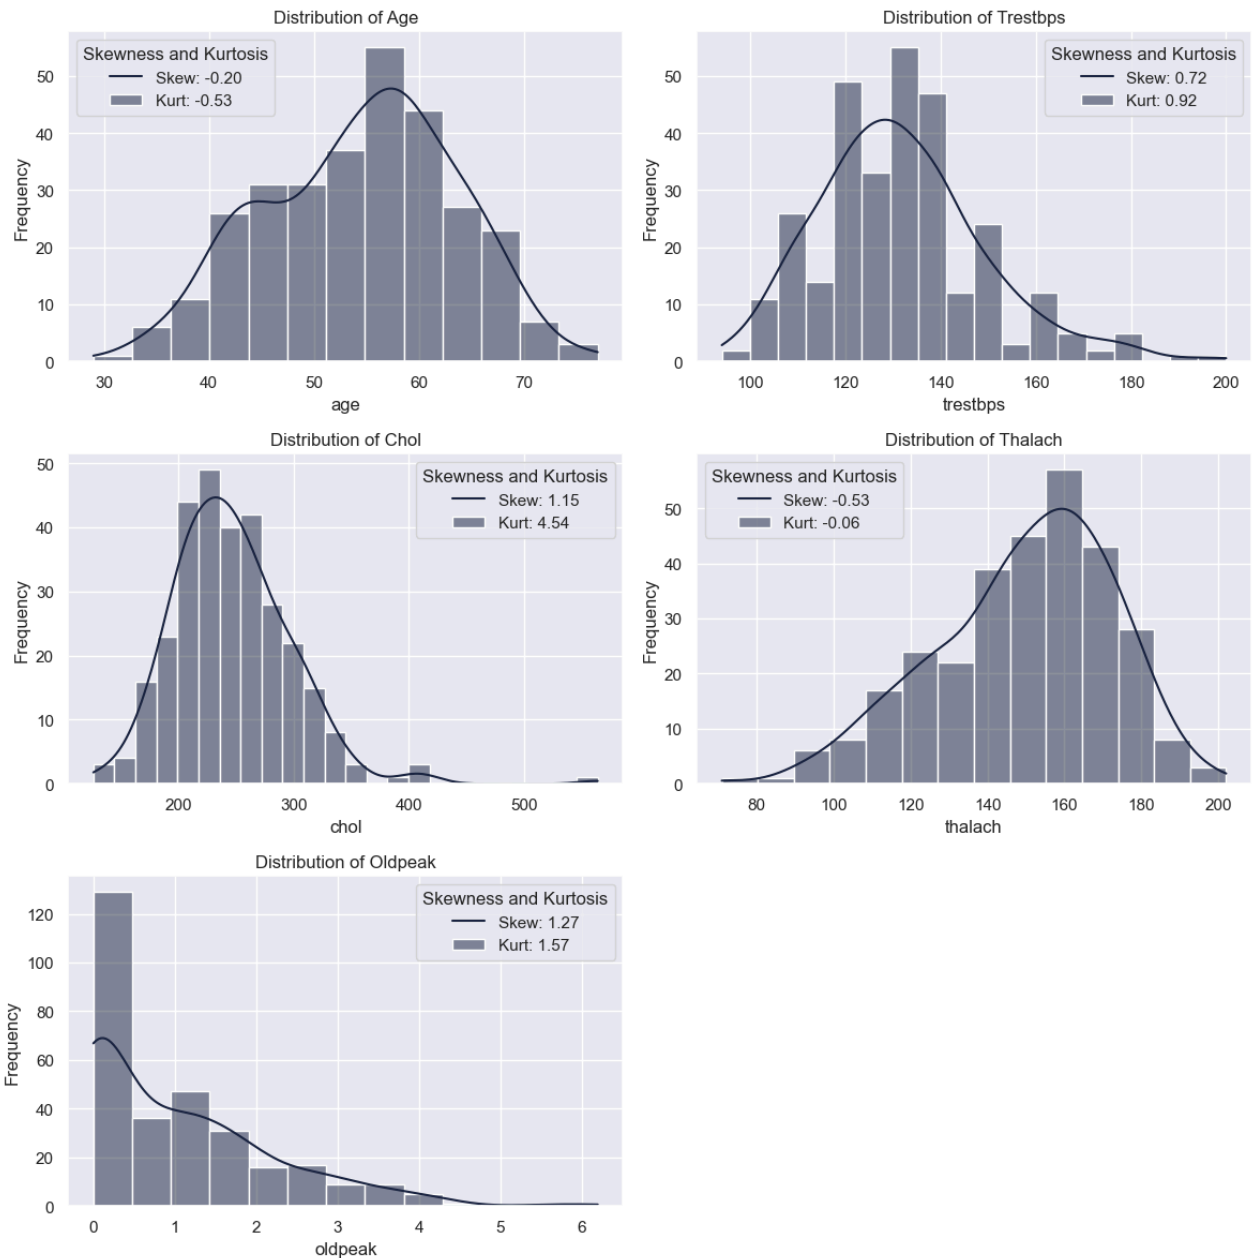 Distribution of Age
Skewness and Kurtosis
Skew: -0.20
Kurt: -0.53
50
40
30
20
10
0
Frequency
30 40 50 60 70
age
Distribution of Trestbps
Skewness and Kurtosis
Skew: 0.72
Kurt: 0.92
50
40
30
20
10
0
Frequency
100 120 140 160 180 200
trestbps
Distribution of Chol
Skewness and Kurtosis
Skew: 1.15
Kurt: 4.54
50
40
30
20
10
0
Frequency
200 300 400 500
chol
Distribution of Thalach
Skewness and Kurtosis
Skew: -0.53
Kurt: -0.06
50
40
30
20
10
0
Frequency
80 100 120 140 160 180 200
thalach
Distribution of Oldpeak
Skewness and Kurtosis
Skew: 1.27
Kurt: 1.57
120
100
80
60
40
20
0
Frequency
0 1 2 3 4 5 6
oldpeak